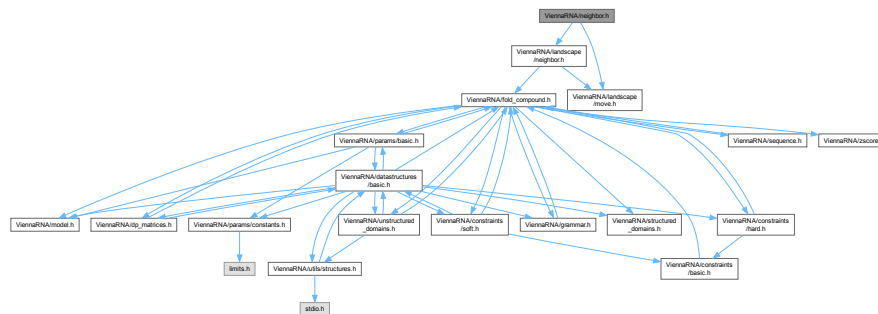 ViennaRNA/neighbor.h
ViennaRNA/landscape
/neighbor.h
ViennaRNA/landscape
/move.h
ViennaRNA/fold_compound.h
ViennaRNA/params/basic.h
ViennaRNA/sequence.h
ViennaRNA/zscore
ViennaRNA/datastructures
/basic.h
ViennaRNA/model.h
ViennaRNA/dp_matrices.h
ViennaRNA/params/constants.h
ViennaRNA/unstructured
_domains.h
ViennaRNA/constraints
/soft.h
ViennaRNA/grammar.h
ViennaRNA/structured
_domains.h
ViennaRNA/constraints
/hard.h
limits.h
ViennaRNA/utils/structures.h
ViennaRNA/constraints
/basic.h
stdio.h